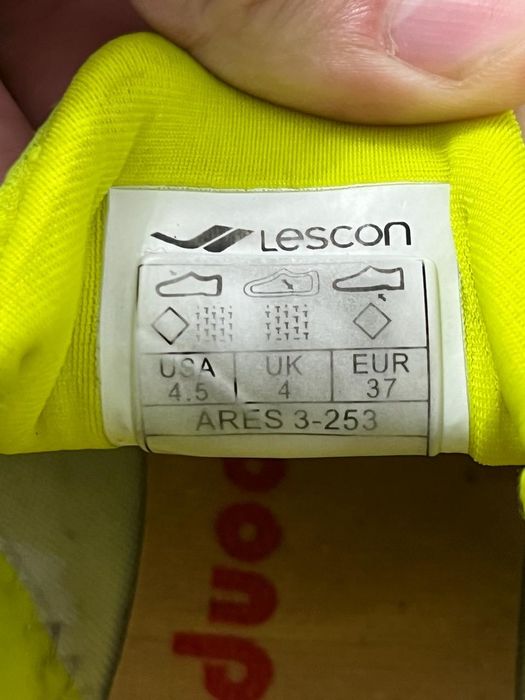 Lescon
USA UK EUR
4.5 4 37
ARES 3-253